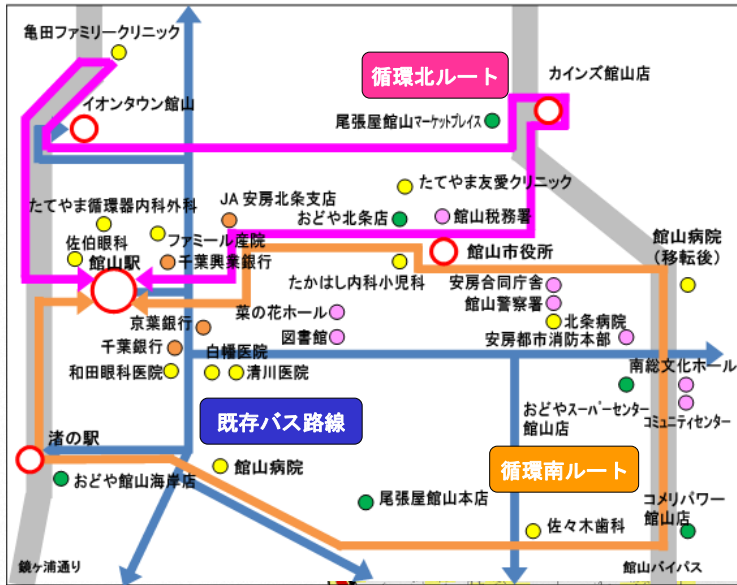 亀田ファミリークリニック
循環北ルート
カインズ館山店
イオンタウン館山
尾張屋館山マーケットプレイス
たてやま友愛クリニック
たてやま循環器内科外科
JA 安房北条支店
おどや北条店
館山税務署
佐伯眼科
ファミール産院
館山駅
千葉興業銀行
館山市役所
館山病院
(移転後)
たかはし内科小児科
安房合同庁舎
菜の花ホール
館山警察署
京葉銀行
図書館
北条病院
千葉銀行
白幡医院
安房都市消防本部
和田眼科医院
清川医院
南総文化ホール
既存バス路線
おどやスーパーセンター
館山店
コミュニティセンター
渚の駅
館山病院
循環南ルート
おどや館山海岸店
尾張屋館山本店
コメリパワー
館山店
佐々木歯科
鏡ヶ浦通り
館山バイパス